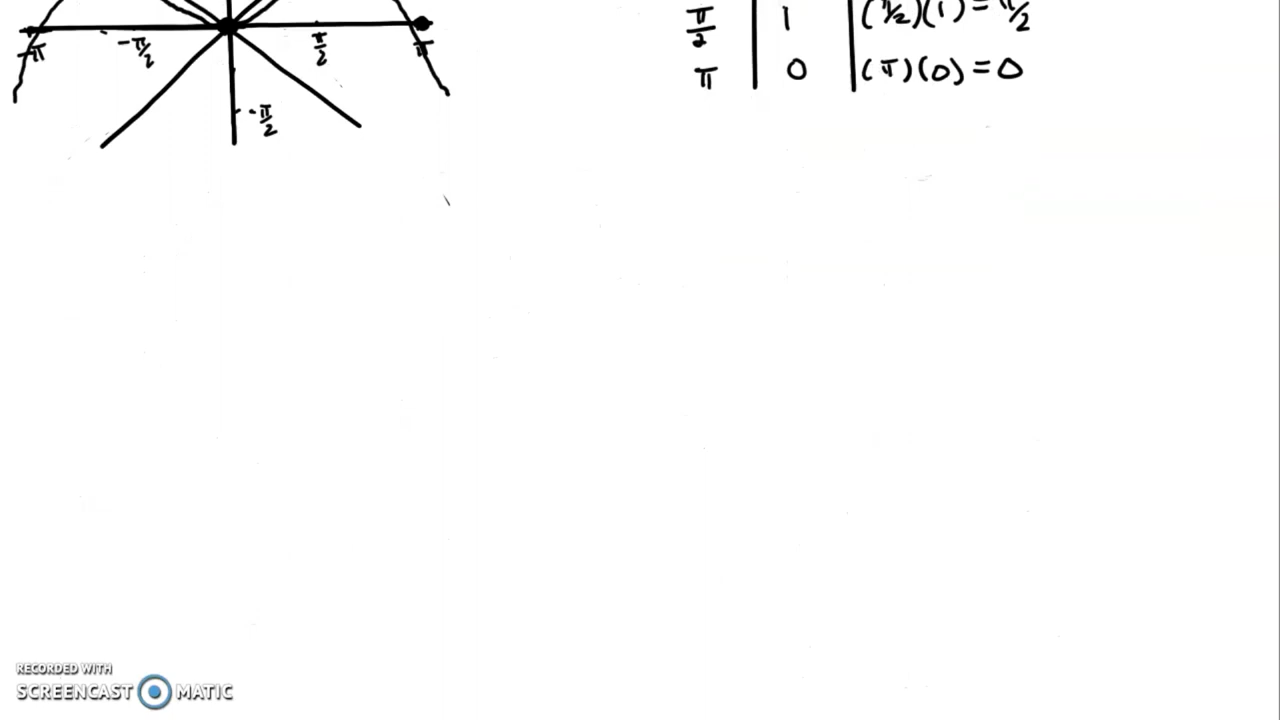 π/2 | 1 | (π/2)(1) = π/2
π | 0 | (π)(0) = 0
-π -π/2 π/2 π
-π/2
RECORDED WITH
SCREENCAST MATIC